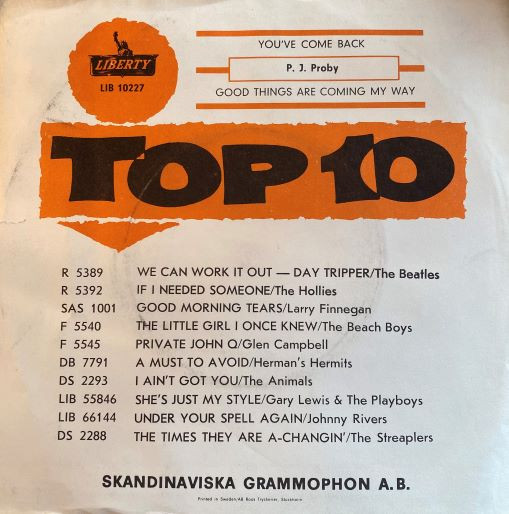 LIBERTY
LIB 10227
YOU'VE COME BACK
P. J. Proby
GOOD THINGS ARE COMING MY WAY
TOP 10
R 5389 WE CAN WORK IT OUT — DAY TRIPPER/The Beatles
R 5392 IF I NEEDED SOMEONE/The Hollies
SAS 1001 GOOD MORNING TEARS/Larry Finnegan
F 5540 THE LITTLE GIRL I ONCE KNEW/The Beach Boys
F 5545 PRIVATE JOHN Q/Glen Campbell
DB 7791 A MUST TO AVOID/Herman's Hermits
DS 2293 I AIN'T GOT YOU/The Animals
LIB 55846 SHE'S JUST MY STYLE/Gary Lewis & The Playboys
LIB 66144 UNDER YOUR SPELL AGAIN/Johnny Rivers
DS 2288 THE TIMES THEY ARE A-CHANGIN'/The Streaplers
SKANDINAVISKA GRAMMOPHON A.B.
Printed in Sweden/AB Boos Tryckerier, Stockholm